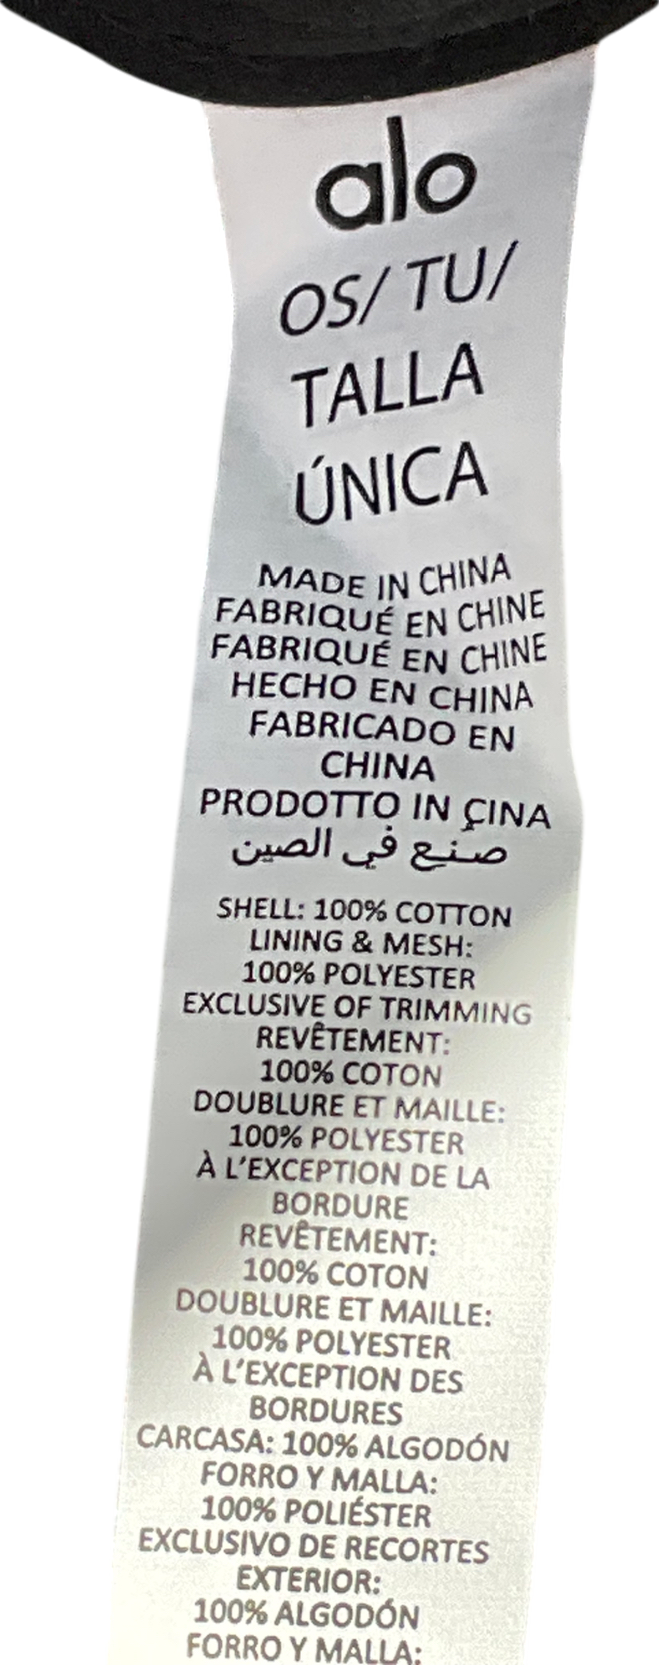 alo
OS/ TU/
TALLA
ÚNICA
MADE IN CHINA
FABRIQUÉ EN CHINE
FABRIQUÉ EN CHINE
HECHO EN CHINA
FABRICADO EN
CHINA
PRODOTTO IN CINA
صنع في الصين
SHELL: 100% COTTON
LINING & MESH:
100% POLYESTER
EXCLUSIVE OF TRIMMING
REVÊTEMENT:
100% COTON
DOUBLURE ET MAILLE:
100% POLYESTER
À L'EXCEPTION DE LA
BORDURE
REVÊTEMENT:
100% COTON
DOUBLURE ET MAILLE:
100% POLYESTER
À L'EXCEPTION DES
BORDURES
CARCASA: 100% ALGODÓN
FORRO Y MALLA:
100% POLIÉSTER
EXCLUSIVO DE RECORTES
EXTERIOR:
100% ALGODÓN
FORRO Y MALLA: